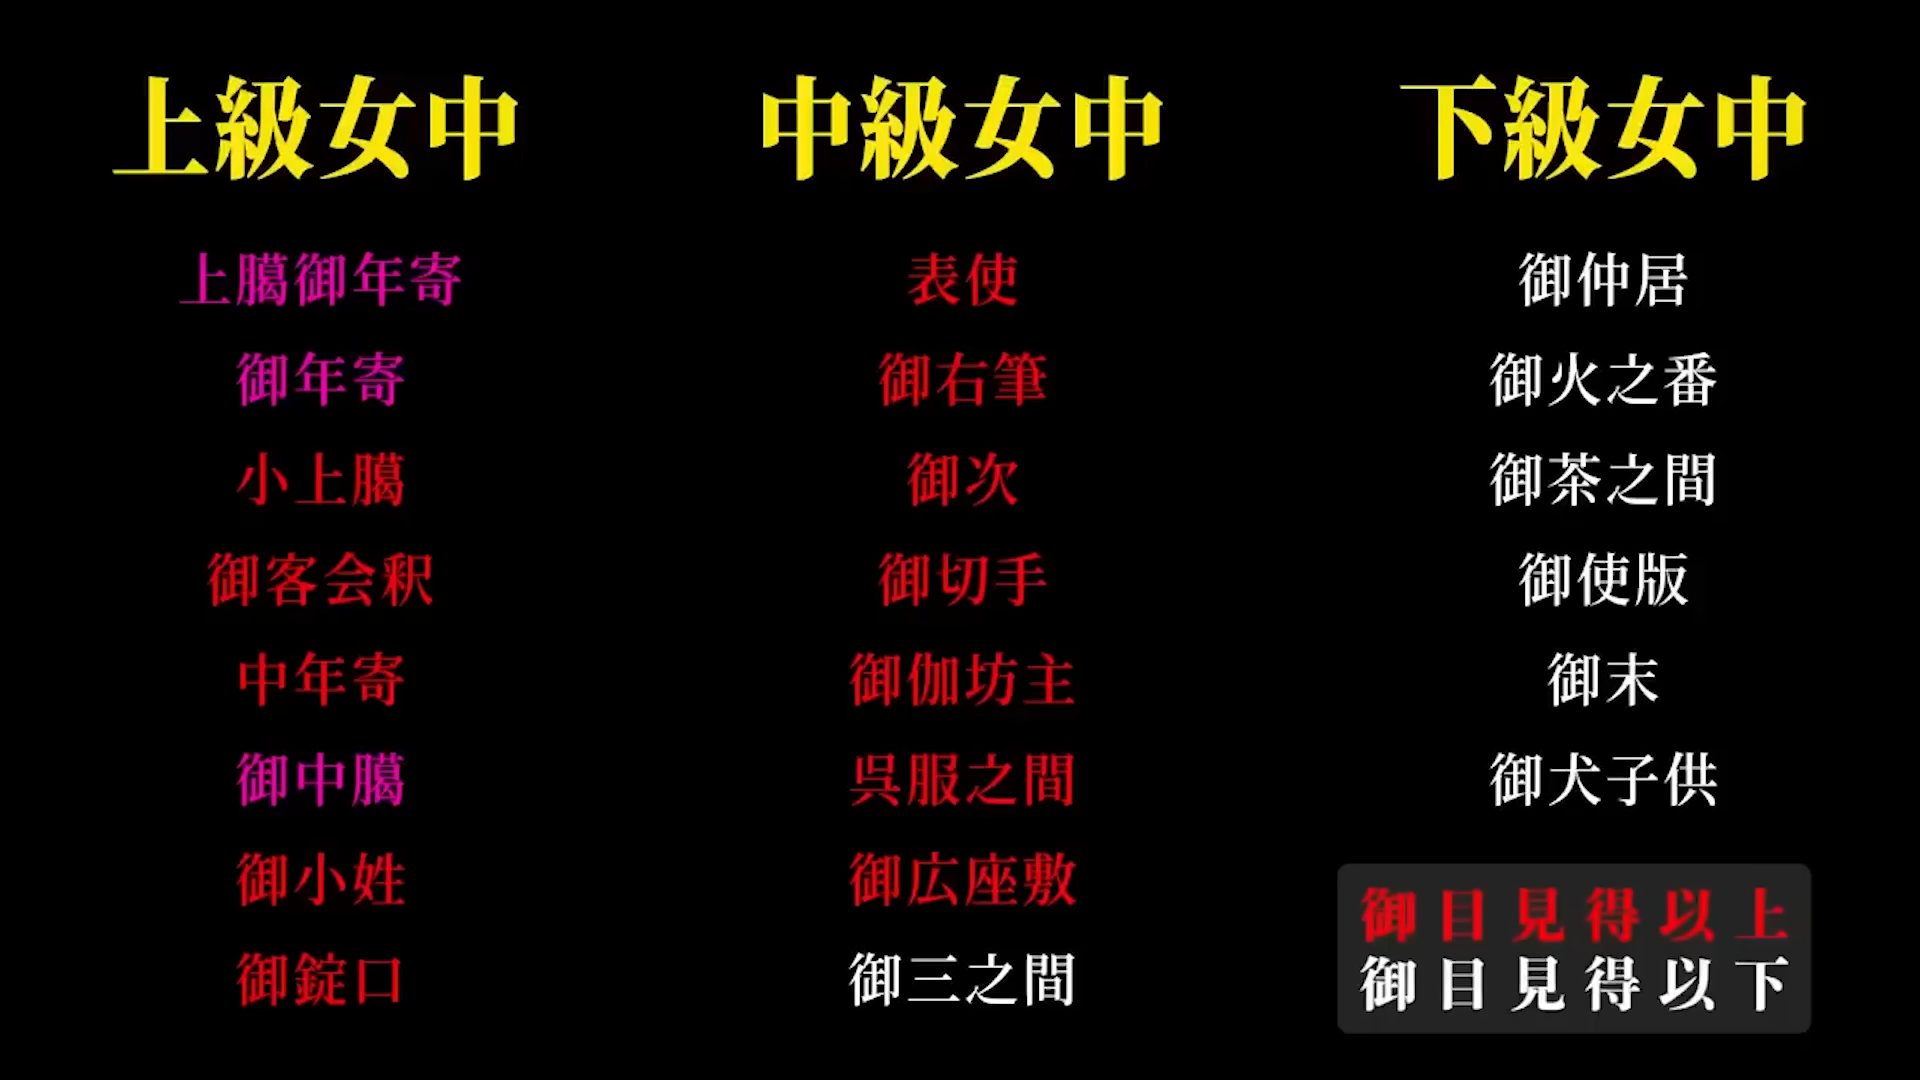 上級女中
上臈御年寄
御年寄
小上臈
御客会釈
中年寄
御中臈
御小姓
御錠口
中級女中
表使
御右筆
御次
御切手
御伽坊主
呉服之間
御広座敷
御三之間
下級女中
御仲居
御火之番
御茶之間
御使版
御末
御犬子供
御目見得以上
御目見得以下